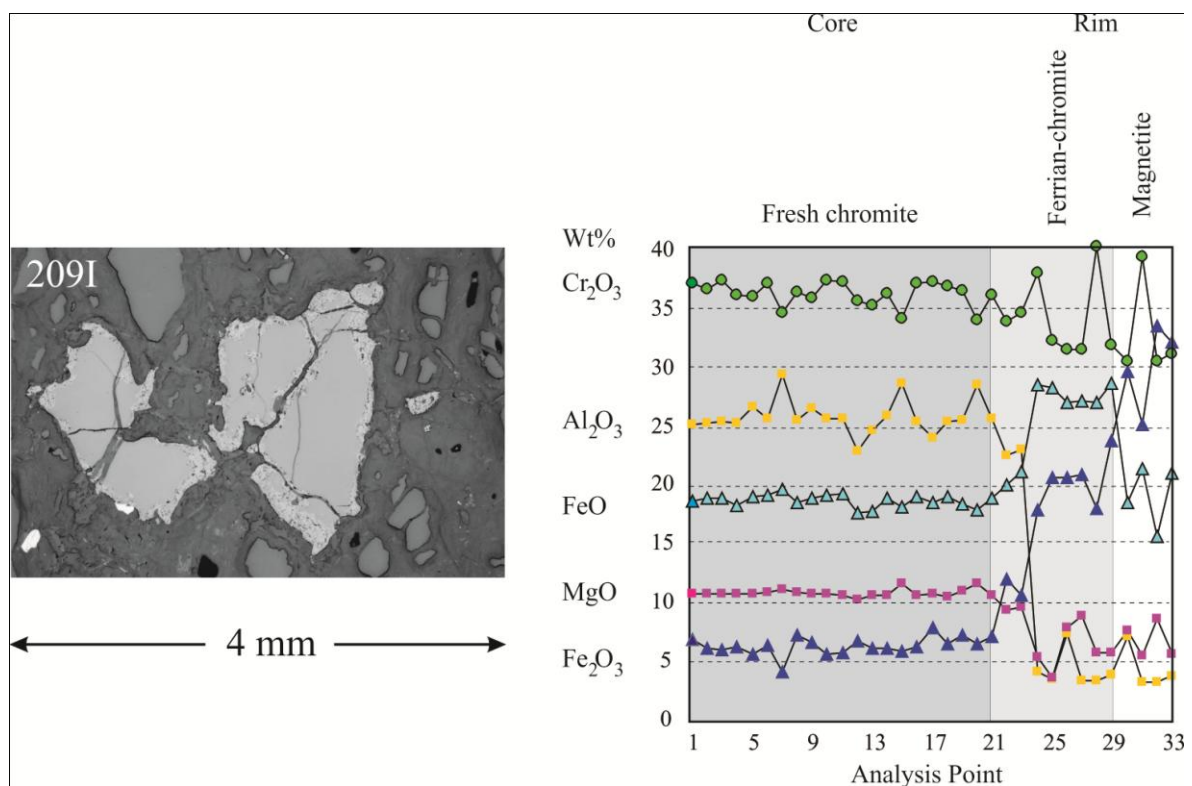 209I
4 mm
Core
Rim
Fresh chromite
Ferrian-chromite
Magnetite
Wt%
Cr₂O₃
Al₂O₃
FeO
MgO
Fe₂O₃
40
35
30
25
20
15
10
5
0
1 5 9 13 17 21 25 29 33
Analysis Point